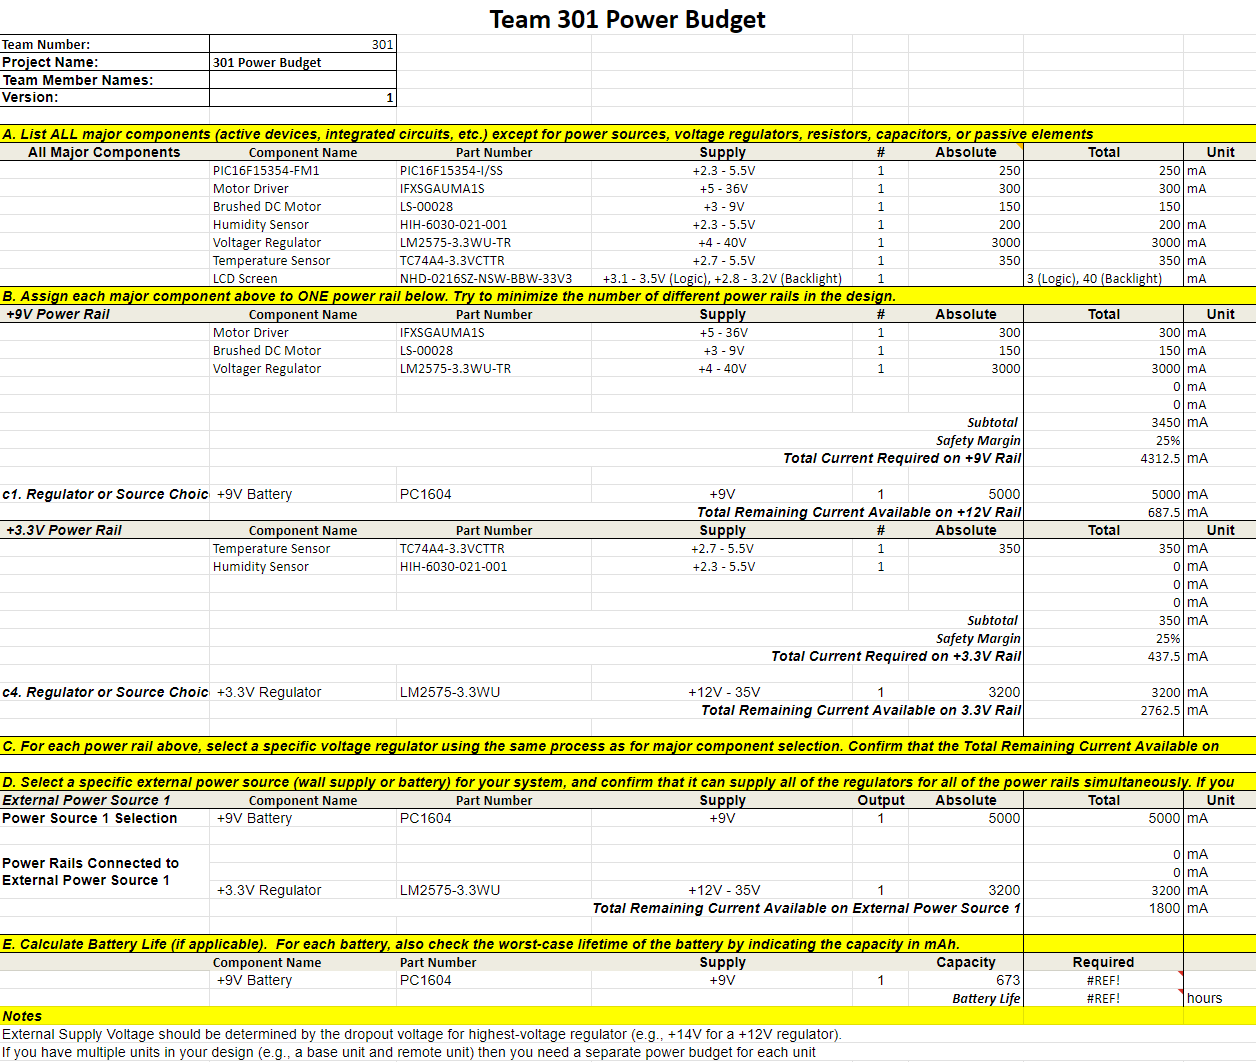 Team 301 Power Budget
Team Number: 301
Project Name: 301 Power Budget
Team Member Names:
Version: 1
A. List ALL major components (active devices, integrated circuits, etc.) except for power sources, voltage regulators, resistors, capacitors, or passive elements
All Major Components Component Name Part Number Supply # Absolute Total Unit
PIC16F15354-FM1 PIC16F15354-I/SS +2.3 - 5.5V 1 250 250 mA
Motor Driver IFXSGAUMA1S +5 - 36V 1 300 300 mA
Brushed DC Motor LS-00028 +3 - 9V 1 150 150
Humidity Sensor HIH-6030-021-001 +2.3 - 5.5V 1 200 200 mA
Voltager Regulator LM2575-3.3WU-TR +4 - 40V 1 3000 3000 mA
Temperature Sensor TC74A4-3.3VCTTR +2.7 - 5.5V 1 350 350 mA
LCD Screen NHD-0216SZ-NSW-BBW-33V3 +3.1 - 3.5V (Logic), +2.8 - 3.2V (Backlight) 1 3 (Logic), 40 (Backlight) mA
B. Assign each major component above to ONE power rail below. Try to minimize the number of different power rails in the design.
+9V Power Rail Component Name Part Number Supply # Absolute Total Unit
Motor Driver IFXSGAUMA1S +5 - 36V 1 300 300 mA
Brushed DC Motor LS-00028 +3 - 9V 1 150 150 mA
Voltager Regulator LM2575-3.3WU-TR +4 - 40V 1 3000 3000 mA
0 mA
0 mA
Subtotal 3450 mA
Safety Margin 25%
Total Current Required on +9V Rail 4312.5 mA
c1. Regulator or Source Choic +9V Battery PC1604 +9V 1 5000 5000 mA
Total Remaining Current Available on +12V Rail 687.5 mA
+3.3V Power Rail Component Name Part Number Supply # Absolute Total Unit
Temperature Sensor TC74A4-3.3VCTTR +2.7 - 5.5V 1 350 350 mA
Humidity Sensor HIH-6030-021-001 +2.3 - 5.5V 1 0 mA
0 mA
0 mA
Subtotal 350 mA
Safety Margin 25%
Total Current Required on +3.3V Rail 437.5 mA
c4. Regulator or Source Choic +3.3V Regulator LM2575-3.3WU +12V - 35V 1 3200 3200 mA
Total Remaining Current Available on 3.3V Rail 2762.5 mA
C. For each power rail above, select a specific voltage regulator using the same process as for major component selection. Confirm that the Total Remaining Current Available on
D. Select a specific external power source (wall supply or battery) for your system, and confirm that it can supply all of the regulators for all of the power rails simultaneously. If you
External Power Source 1 Component Name Part Number Supply Output Absolute Total Unit
Power Source 1 Selection +9V Battery PC1604 +9V 1 5000 5000 mA
Power Rails Connected to 0 mA
External Power Source 1 0 mA
+3.3V Regulator LM2575-3.3WU +12V - 35V 1 3200 3200 mA
Total Remaining Current Available on External Power Source 1 1800 mA
E. Calculate Battery Life (if applicable). For each battery, also check the worst-case lifetime of the battery by indicating the capacity in mAh.
Component Name Part Number Supply Capacity Required
+9V Battery PC1604 +9V 1 673 #REF!
Battery Life #REF! hours
Notes
External Supply Voltage should be determined by the dropout voltage for highest-voltage regulator (e.g., +14V for a +12V regulator).
If you have multiple units in your design (e.g., a base unit and remote unit) then you need a separate power budget for each unit